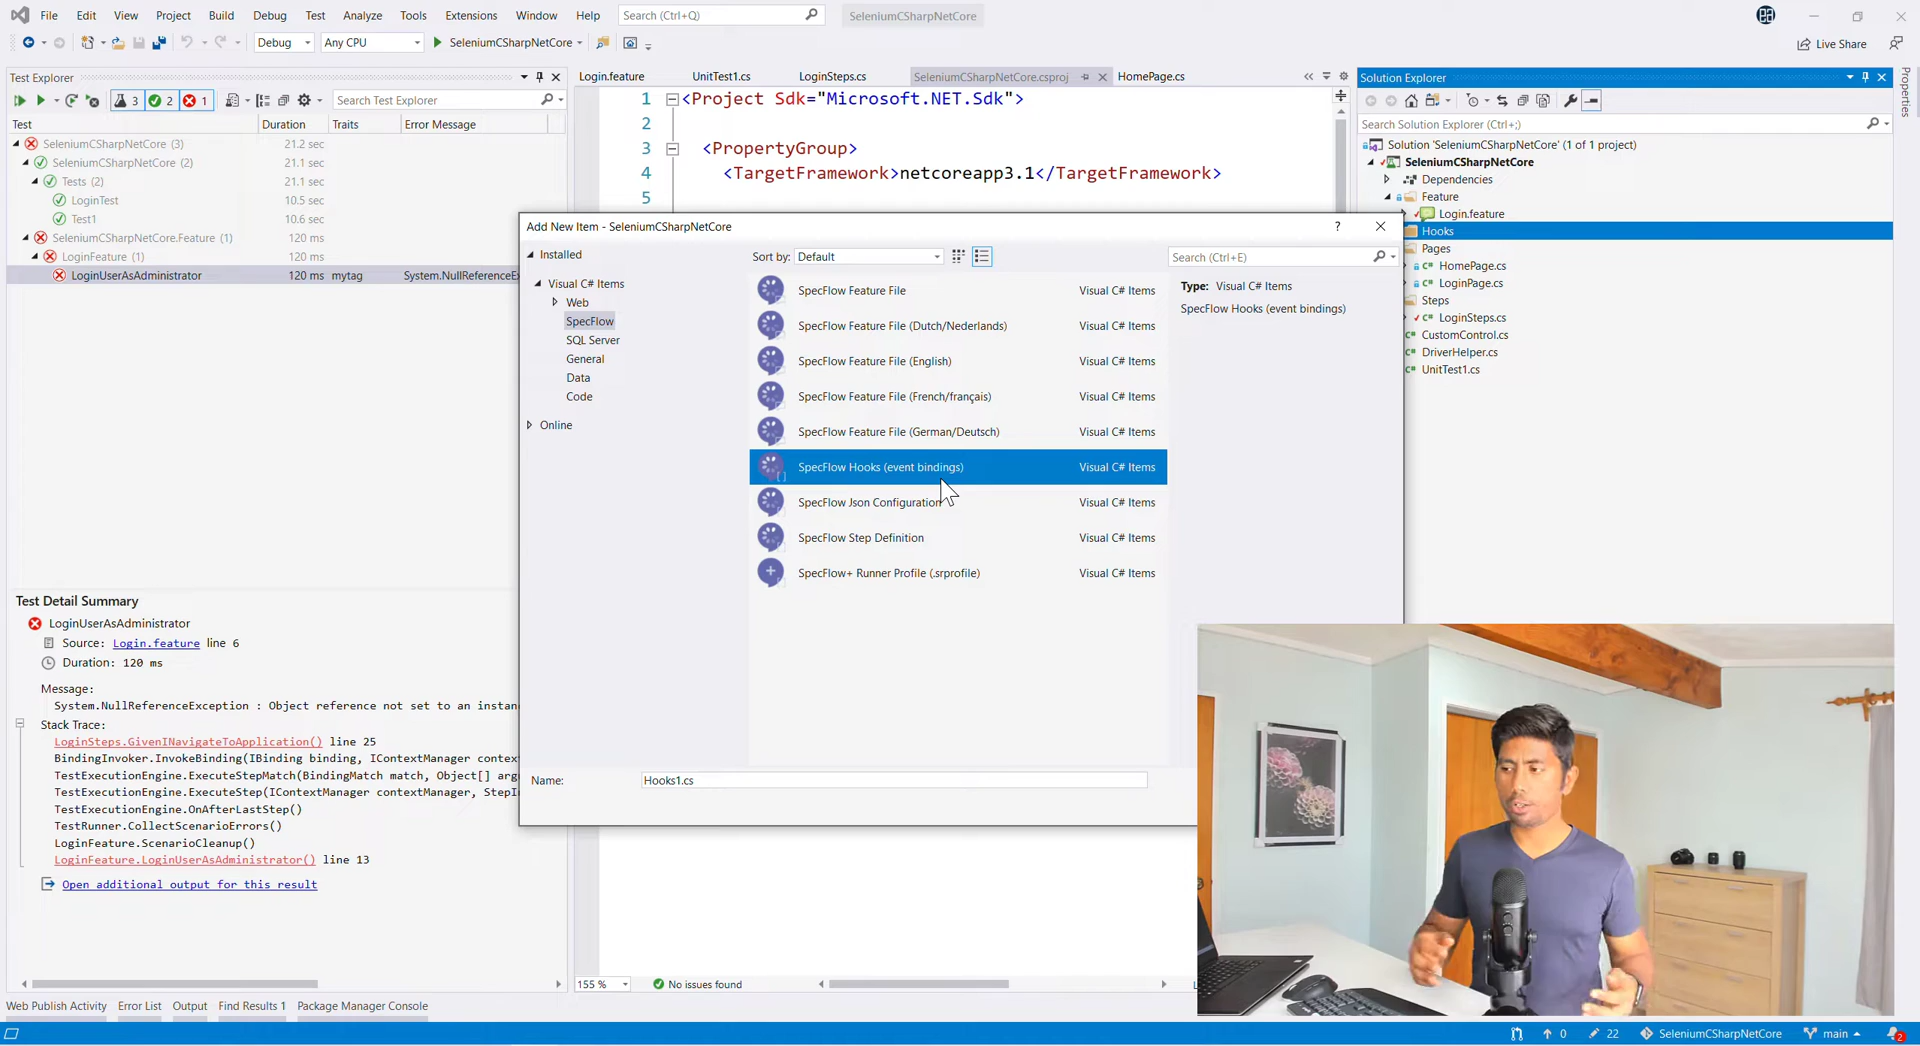 File Edit View Project Build Debug Test Analyze Tools Extensions Window Help Search (Ctrl+Q) SeleniumCSharpNetCore
Debug Any CPU SeleniumCSharpNetCore Live Share
Test Explorer
3 2 1 Search Test Explorer
Test Duration Traits Error Message
SeleniumCSharpNetCore (3) 21.2 sec
SeleniumCSharpNetCore (2) 21.1 sec
Tests (2) 21.1 sec
LoginTest 10.5 sec
Test1 10.6 sec
SeleniumCSharpNetCore.Feature (1) 120 ms
LoginFeature (1) 120 ms
LoginUserAsAdministrator 120 ms mytag System.NullReferenceEx
Test Detail Summary
LoginUserAsAdministrator
Source: Login.feature line 6
Duration: 120 ms
Message:
System.NullReferenceException : Object reference not set to an instan
Stack Trace:
LoginSteps.GivenINavigateToApplication() line 25
BindingInvoker.InvokeBinding(IBinding binding, IContextManager contex
TestExecutionEngine.ExecuteStepMatch(BindingMatch match, Object[] arg
TestExecutionEngine.ExecuteStep(IContextManager contextManager, StepIn
TestExecutionEngine.OnAfterLastStep()
TestRunner.CollectScenarioErrors()
LoginFeature.ScenarioCleanup()
LoginFeature.LoginUserAsAdministrator() line 13
Open additional output for this result
Login.feature UnitTest1.cs LoginSteps.cs SeleniumCSharpNetCore.csproj HomePage.cs
1 <Project Sdk="Microsoft.NET.Sdk">
2
3 <PropertyGroup>
4 <TargetFramework>netcoreapp3.1</TargetFramework>
5
Add New Item - SeleniumCSharpNetCore
Installed
Visual C# Items
Web
SpecFlow
SQL Server
General
Data
Code
Online
Sort by: Default
Search (Ctrl+E)
SpecFlow Feature File Visual C# Items
SpecFlow Feature File (Dutch/Nederlands) Visual C# Items
SpecFlow Feature File (English) Visual C# Items
SpecFlow Feature File (French/français) Visual C# Items
SpecFlow Feature File (German/Deutsch) Visual C# Items
SpecFlow Hooks (event bindings) Visual C# Items
SpecFlow Json Configuration Visual C# Items
SpecFlow Step Definition Visual C# Items
SpecFlow+ Runner Profile (.srprofile) Visual C# Items
Type: Visual C# Items
SpecFlow Hooks (event bindings)
Name: Hooks1.cs
155 % No issues found
Solution Explorer
Search Solution Explorer (Ctrl+;)
Solution 'SeleniumCSharpNetCore' (1 of 1 project)
SeleniumCSharpNetCore
Dependencies
Feature
Login.feature
Hooks
Pages
C# HomePage.cs
C# LoginPage.cs
Steps
C# LoginSteps.cs
C# CustomControl.cs
C# DriverHelper.cs
C# UnitTest1.cs
Properties
Web Publish Activity Error List Output Find Results 1 Package Manager Console
0 22 SeleniumCSharpNetCore main 2